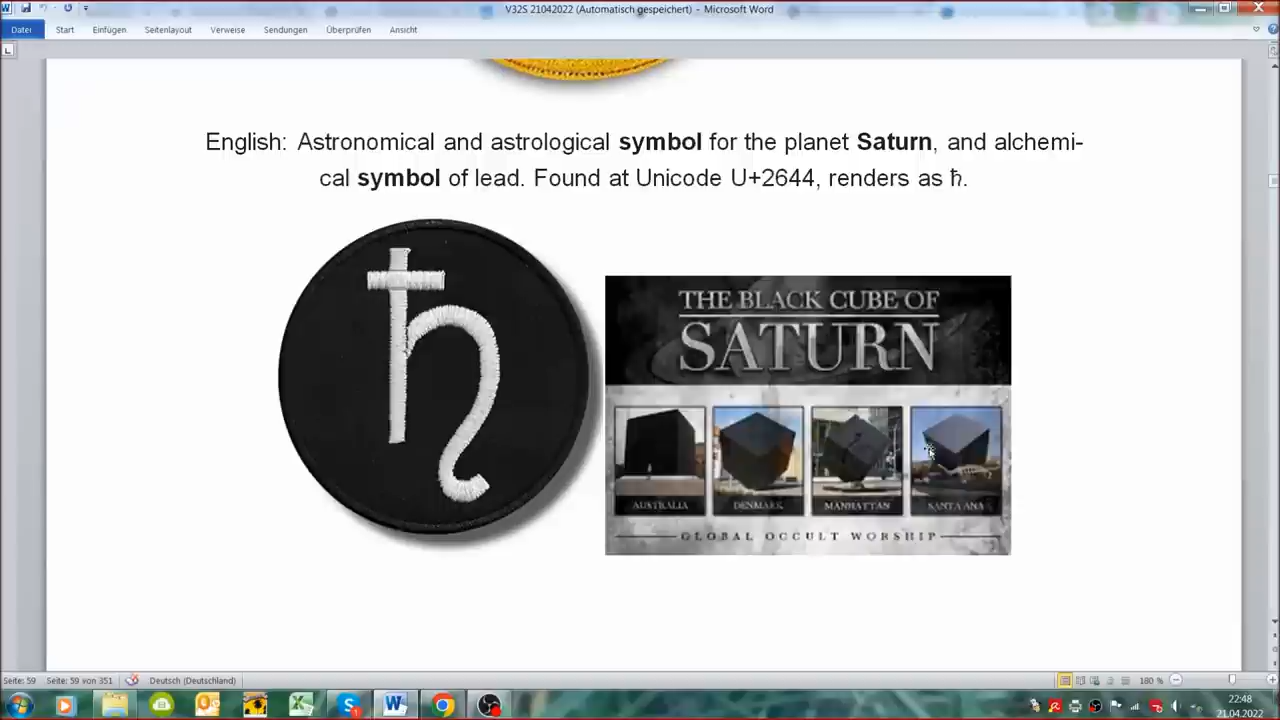 V32S 21042022 (Automatisch gespeichert) - Microsoft Word
Datei Start Einfügen Seitenlayout Verweise Sendungen Überprüfen Ansicht
English: Astronomical and astrological symbol for the planet Saturn, and alchemi-
cal symbol of lead. Found at Unicode U+2644, renders as ħ.
THE BLACK CUBE OF
SATURN
AUSTRALIA DENMARK MANHATTAN SANTA ANA
GLOBAL OCCULT WORSHIP
Seite: 59 Seite: 59 von 351 Deutsch (Deutschland) 180 %
22:48
21.04.2022